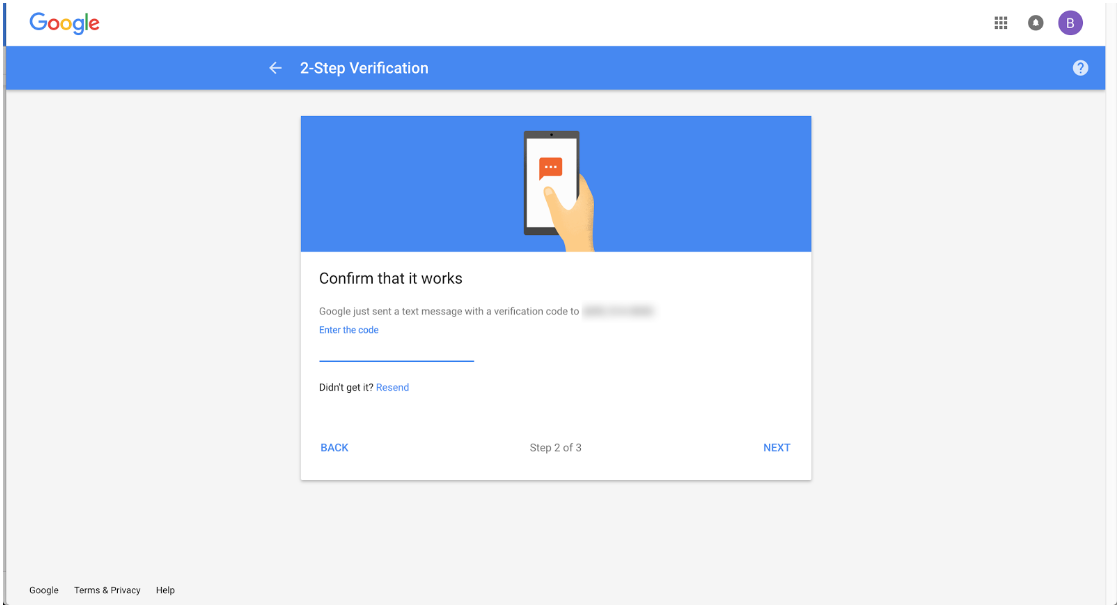 Google
B
2-Step Verification
?
Confirm that it works
Google just sent a text message with a verification code to
Enter the code
Didn't get it? Resend
BACK Step 2 of 3 NEXT
Google Terms & Privacy Help